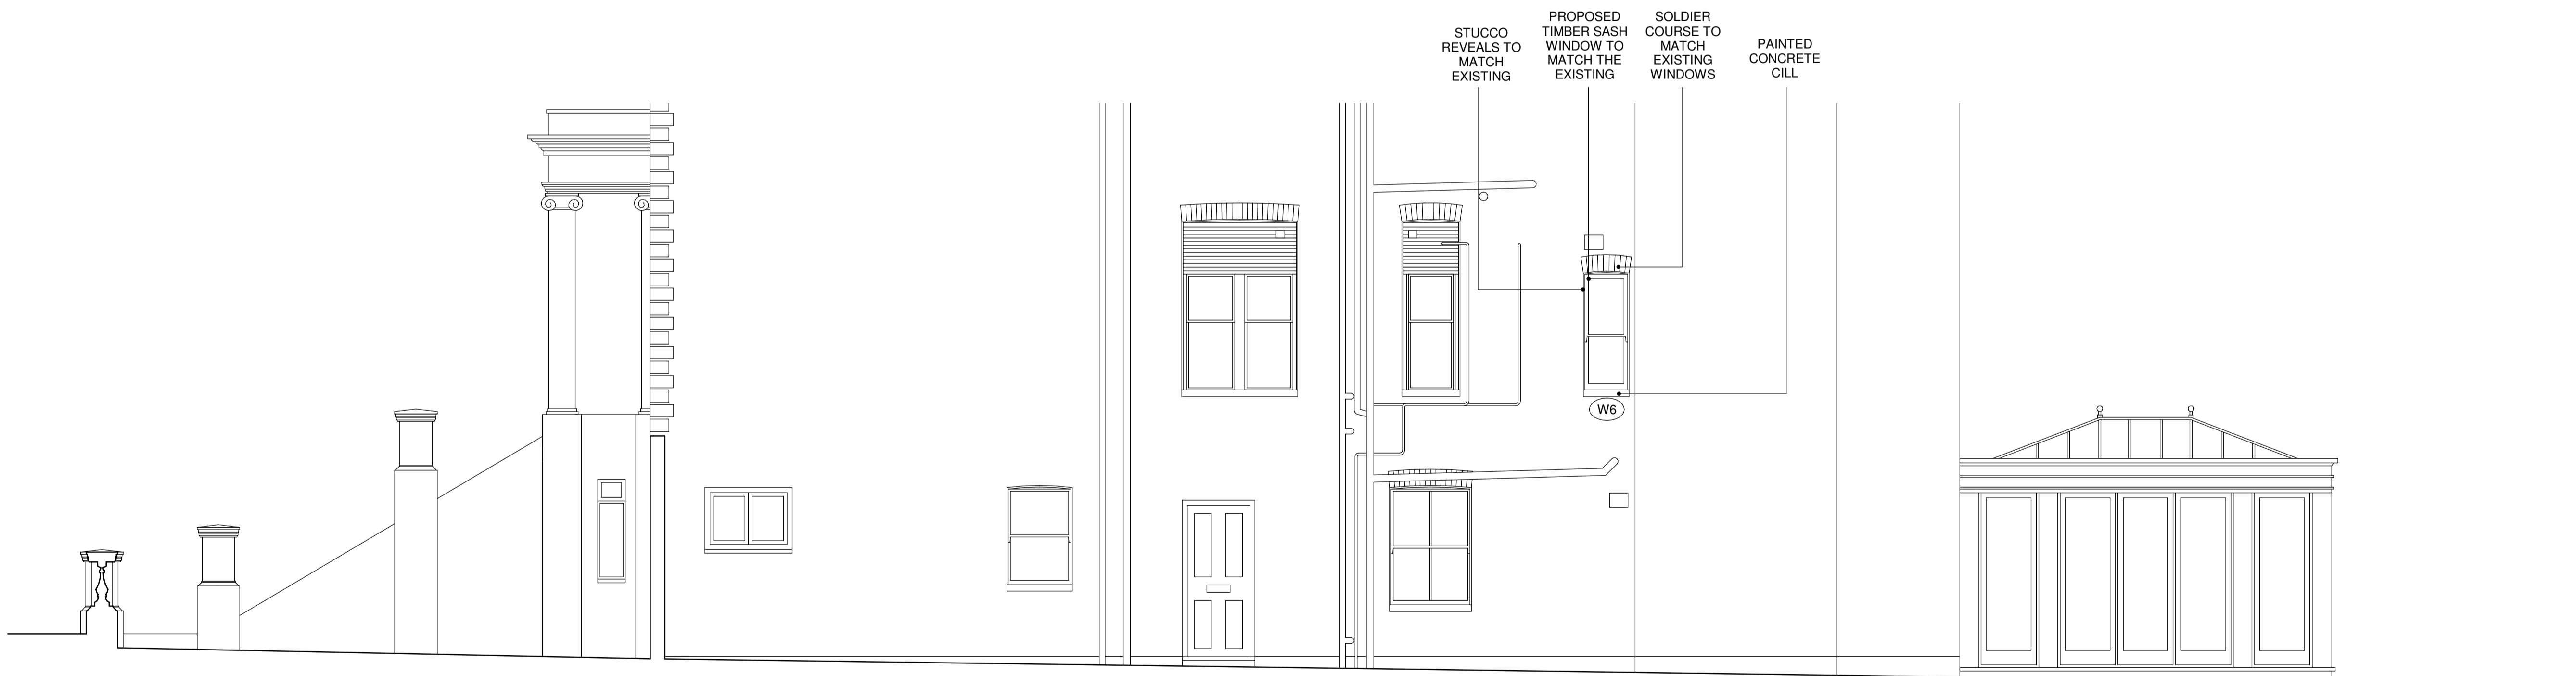 STUCCO
REVEALS TO
MATCH
EXISTING
PROPOSED
TIMBER SASH
WINDOW TO
MATCH THE
EXISTING
SOLDIER
COURSE TO
MATCH
EXISTING
WINDOWS
PAINTED
CONCRETE
CILL
W6